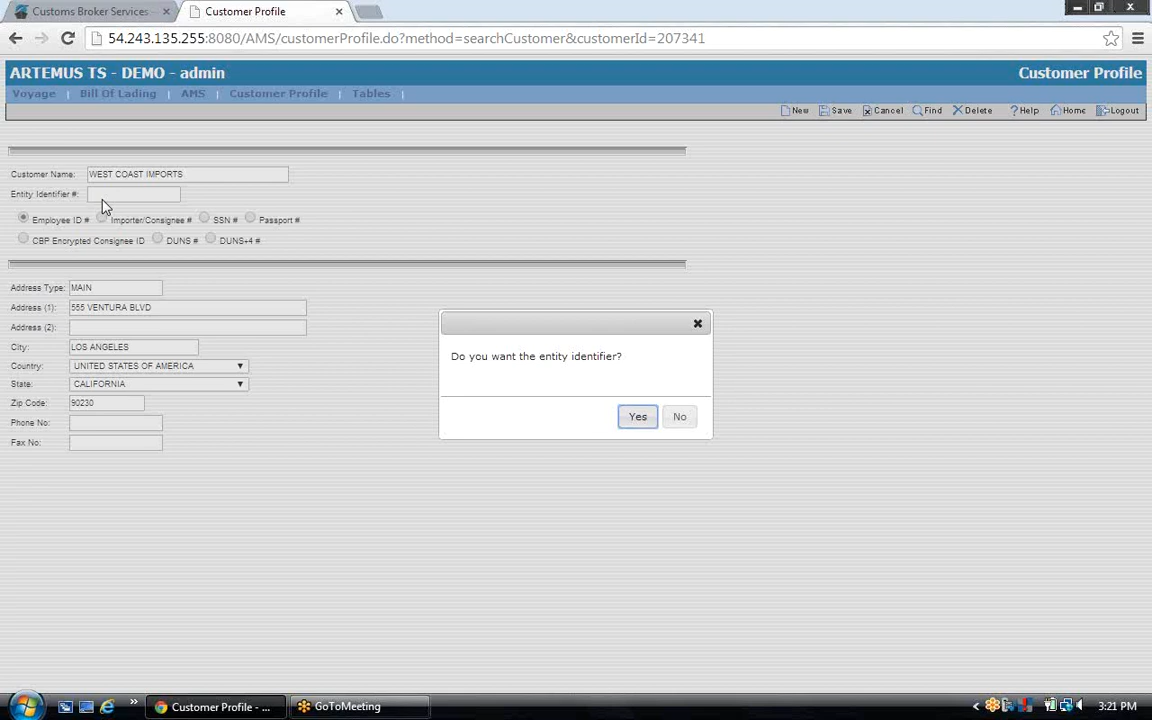 Customs Broker Services
Customer Profile
54.243.135.255:8080/AMS/customerProfile.do?method=searchCustomer&customerId=207341
ARTEMUS TS - DEMO - admin
Customer Profile
Voyage | Bill Of Lading | AMS | Customer Profile | Tables |
New Save Cancel Find Delete ? Help Home Logout
Customer Name: WEST COAST IMPORTS
Entity Identifier #:
Employee ID # Importer/Consignee # SSN # Passport #
CBP Encrypted Consignee ID DUNS # DUNS+4 #
Address Type: MAIN
Address (1): 555 VENTURA BLVD
Address (2):
City: LOS ANGELES
Country: UNITED STATES OF AMERICA
State: CALIFORNIA
Zip Code: 90230
Phone No:
Fax No:
Do you want the entity identifier?
Yes No
Customer Profile - ...
GoToMeeting
3:21 PM